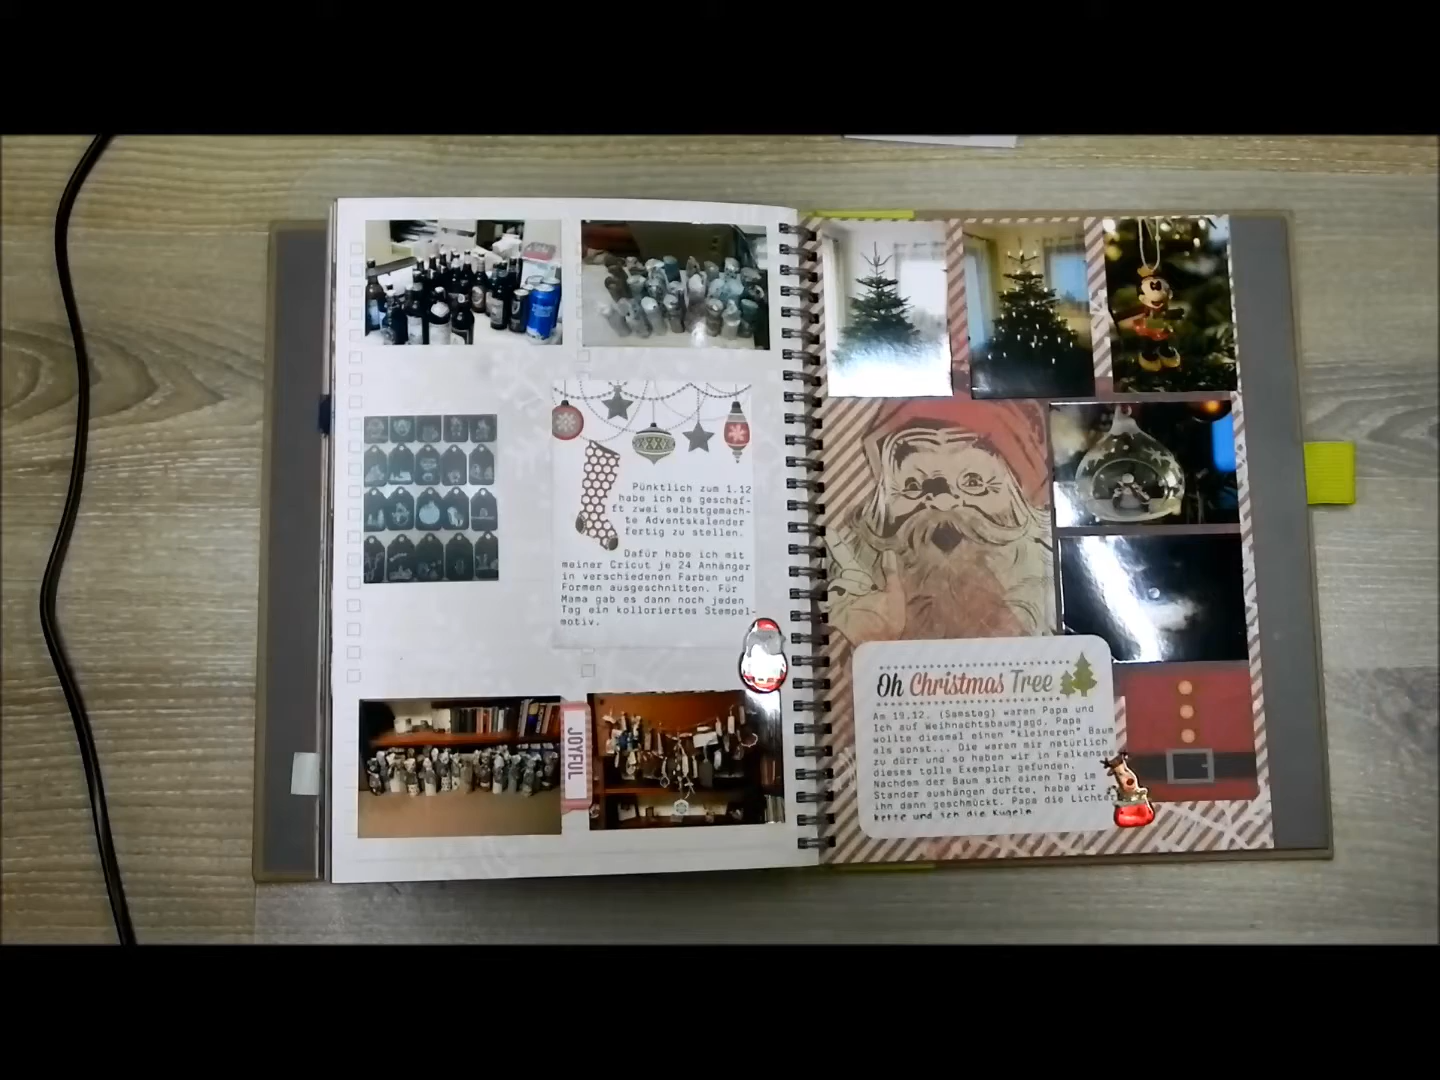 Pünktlich zum 1.12
habe ich es geschaf-
ft zwei selbstgemach-
te Adventskalender
fertig zu stellen.
Dafür habe ich mit
meiner Cricut je 24 Anhänger
in verschiedenen Farben und
Formen ausgeschnitten. Für
Mama gab es dann noch jeden
Tag ein kolloriertes Stempel-
motiv.
JOYFUL
Oh Christmas Tree
Am 19.12. (Samstag) waren Papa und
Ich auf Weihnachtsbaumjagd. Papa
wollte diesmal einen "kleineren" Baum
als sonst... Die waren mir natürlich
zu dürr und so haben wir in Falkensee
dieses tolle Exemplar gefunden.
Nachdem der Baum sich einen Tag im
Stander aushängen durfte, habe wir
ihn dann geschmückt. Papa die Lichter
kette und ich die Kugeln